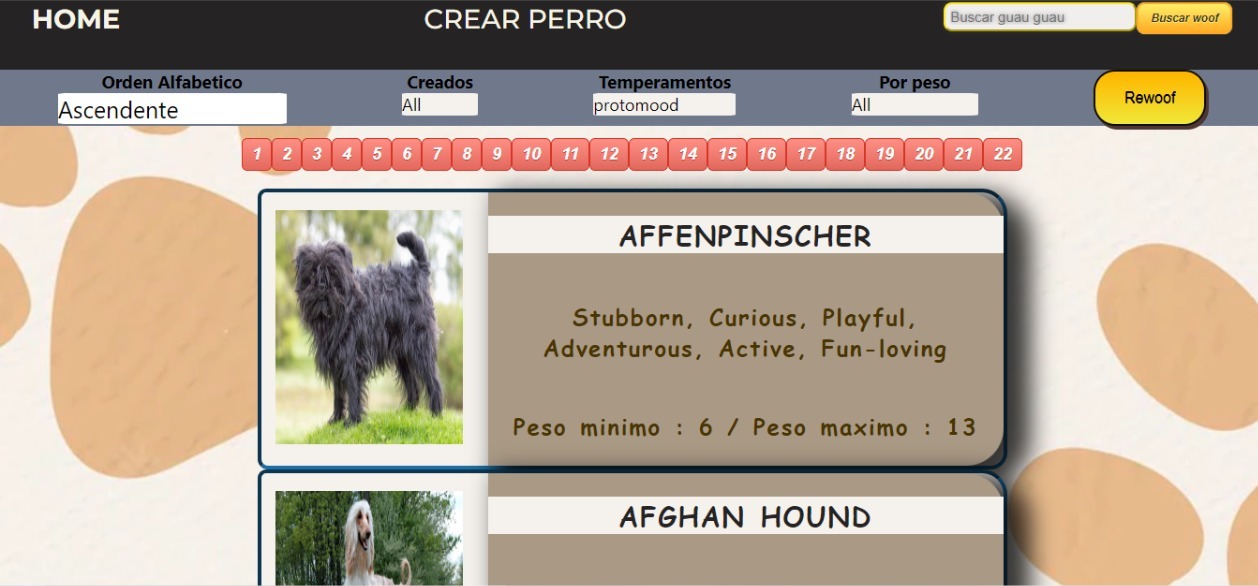 HOME CREAR PERRO Buscar guau guau Buscar woof
Orden Alfabetico Creados Temperamentos Por peso
Ascendente All protomood All Rewoof
1 2 3 4 5 6 7 8 9 10 11 12 13 14 15 16 17 18 19 20 21 22
AFFENPINSCHER
Stubborn, Curious, Playful,
Adventurous, Active, Fun-loving
Peso minimo : 6 / Peso maximo : 13
AFGHAN HOUND